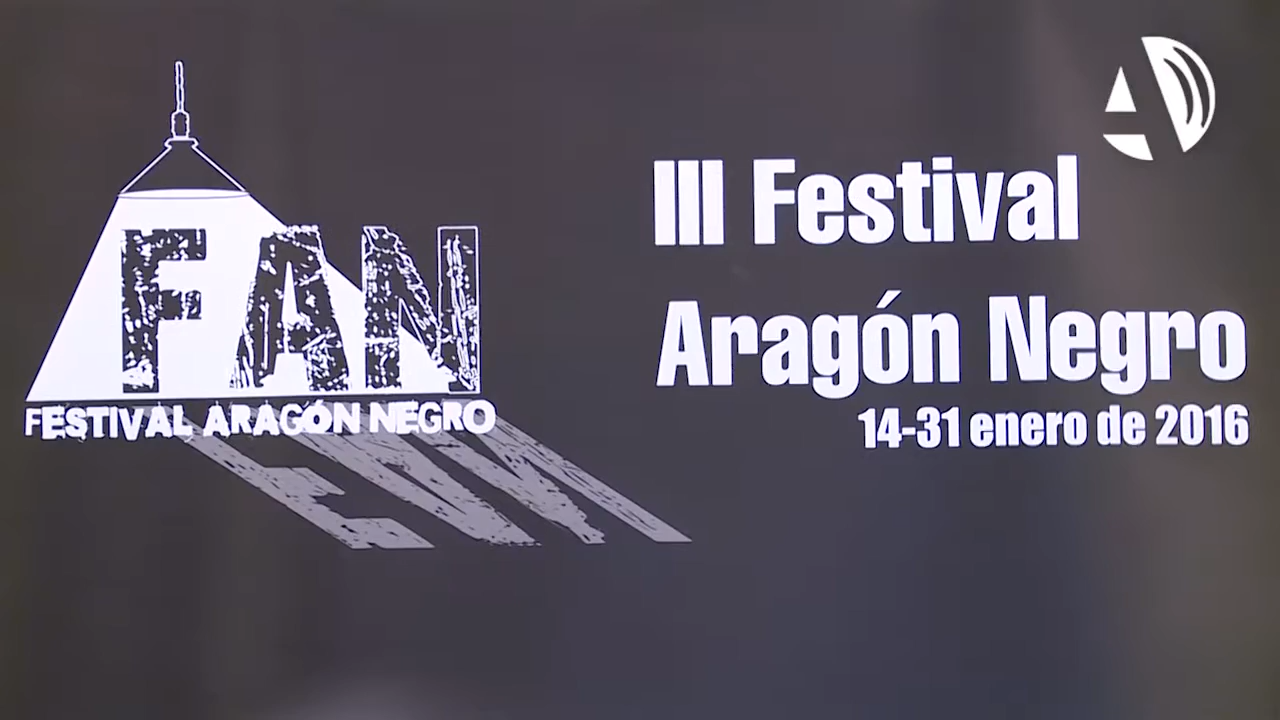 FAN
FESTIVAL ARAGÓN NEGRO
III Festival
Aragón Negro
14-31 enero de 2016